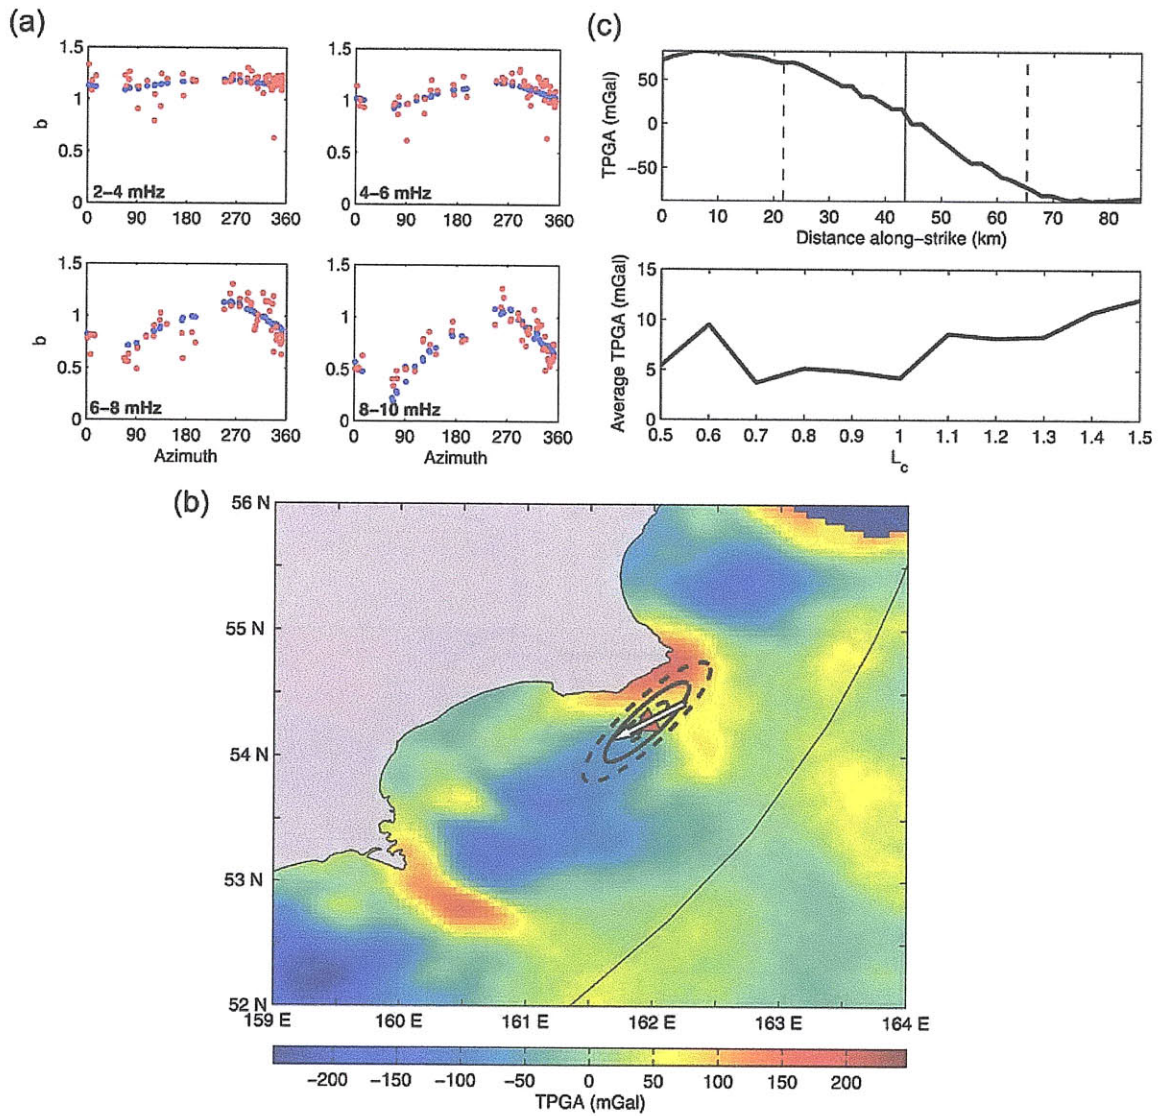 (a)
1.5
1
0.5
0
b
2–4 mHz
0 90 180 270 360
1.5
1
0.5
0
4–6 mHz
0 90 180 270 360
1.5
1
0.5
0
b
6–8 mHz
0 90 180 270 360
Azimuth
1.5
1
0.5
0
8–10 mHz
0 90 180 270 360
Azimuth
(c)
50
0
−50
TPGA (mGal)
0 10 20 30 40 50 60 70 80
Distance along−strike (km)
15
10
5
0
Average TPGA (mGal)
0.5 0.6 0.7 0.8 0.9 1 1.1 1.2 1.3 1.4 1.5
Lc
(b)
56 N
55 N
54 N
53 N
52 N
159 E 160 E 161 E 162 E 163 E 164 E
−200 −150 −100 −50 0 50 100 150 200
TPGA (mGal)